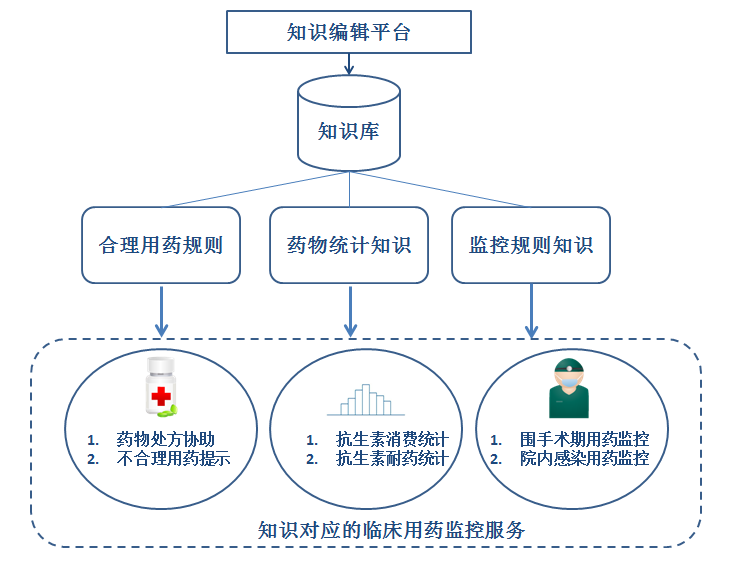 知识编辑平台
知识库
合理用药规则
药物统计知识
监控规则知识
1. 药物处方协助
2. 不合理用药提示
1. 抗生素消费统计
2. 抗生素耐药统计
1. 围手术期用药监控
2. 院内感染用药监控
知识对应的临床用药监控服务